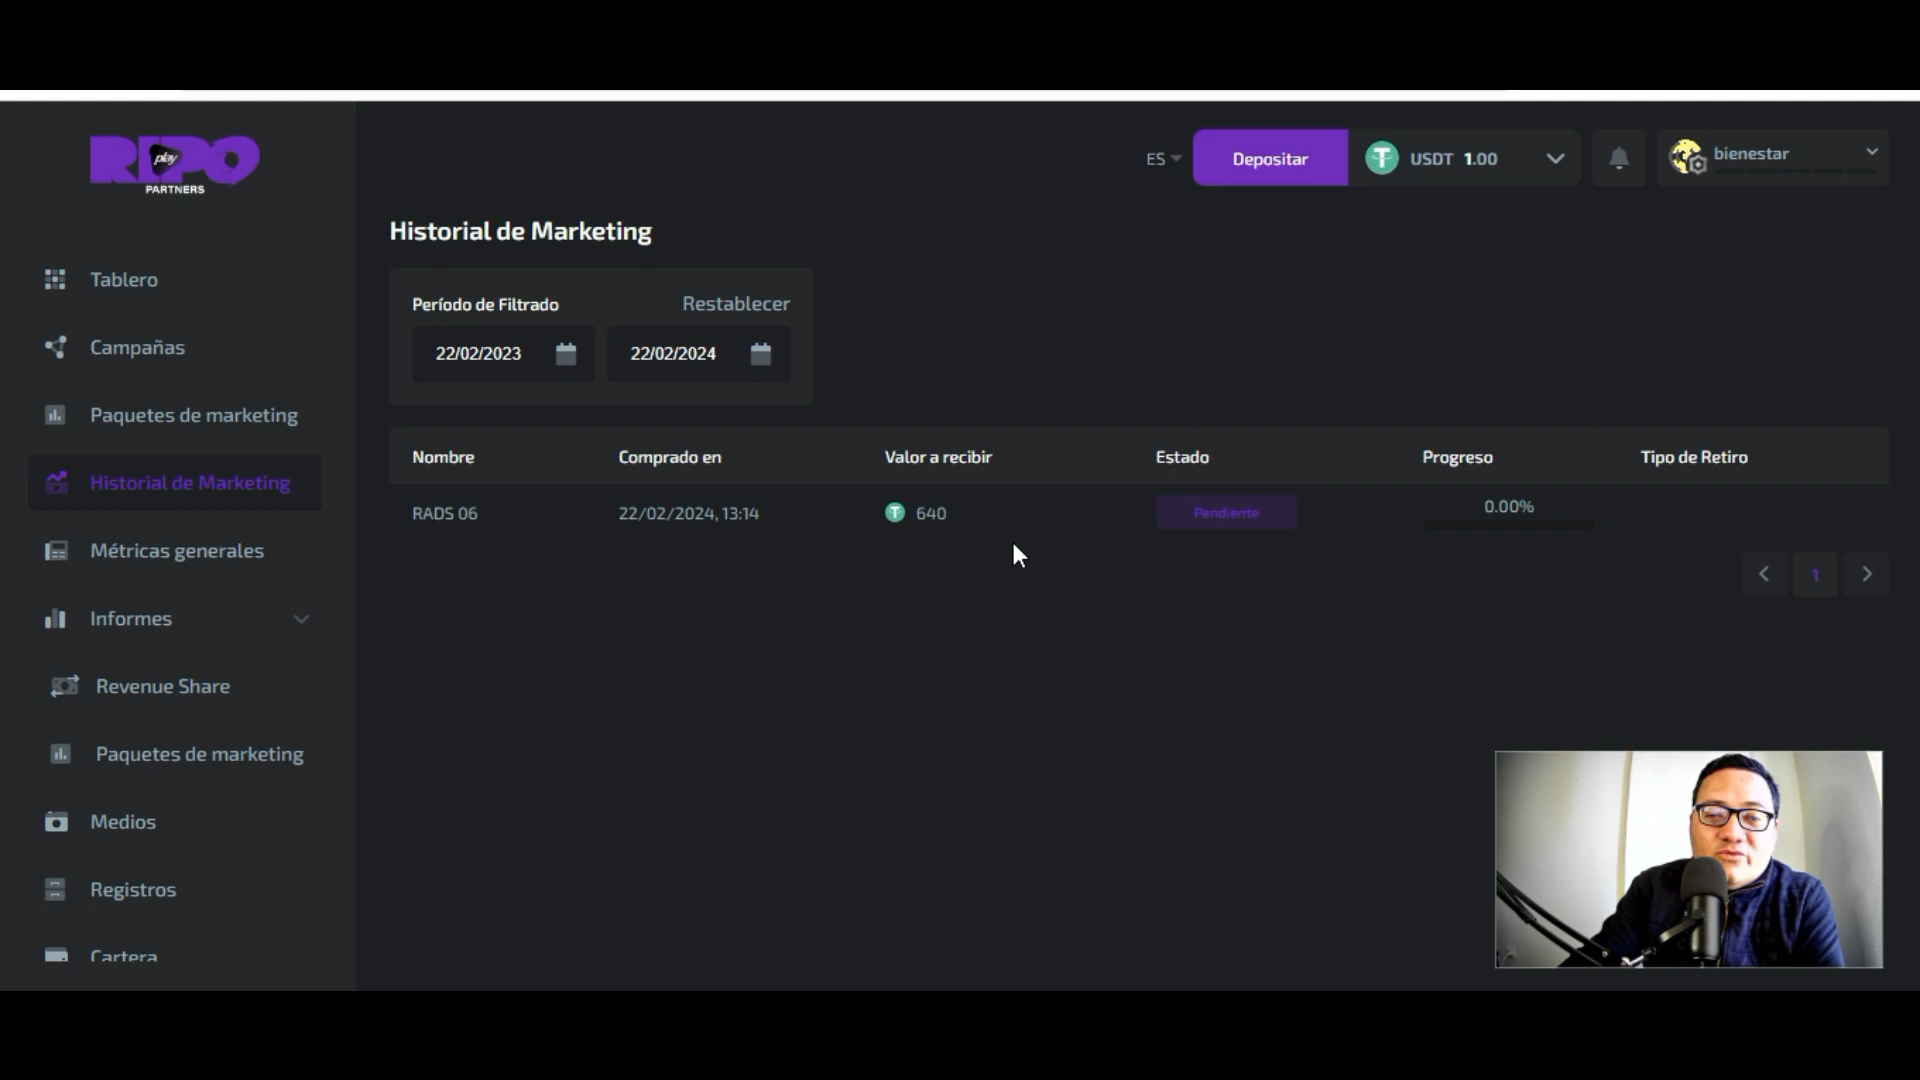 RIPO
play
PARTNERS
ES
Depositar
USDT 1.00
bienestar
Historial de Marketing
Período de Filtrado
Restablecer
22/02/2023
22/02/2024
Tablero
Campañas
Paquetes de marketing
Historial de Marketing
Métricas generales
Informes
Revenue Share
Paquetes de marketing
Medios
Registros
Cartera
Nombre Comprado en Valor a recibir Estado Progreso Tipo de Retiro
RADS 06 22/02/2024, 13:14 640 Pendiente 0.00%
1